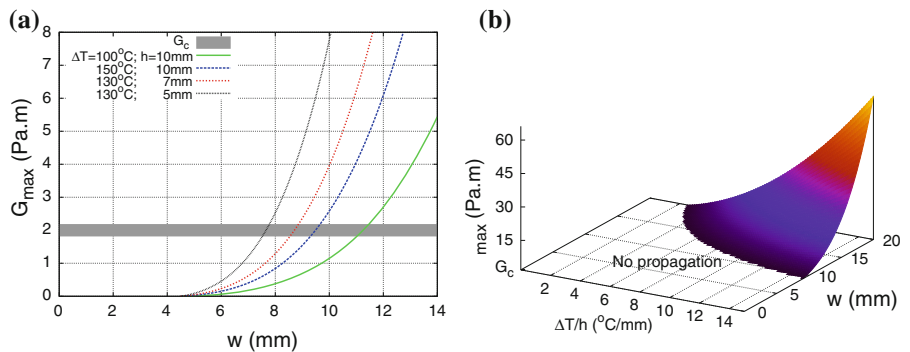 (a)
8
7
6
5
4
3
2
1
0
G_max (Pa.m)
G_c
ΔT=100°C; h=10mm
150°C; 10mm
130°C; 7mm
130°C; 5mm
0 2 4 6 8 10 12 14
w (mm)
(b)
60
45
30
15
G_c
max (Pa.m)
No propagation
2 4 6 8 10 12 14
ΔT/h (°C/mm)
0 5 10 15 20
w (mm)